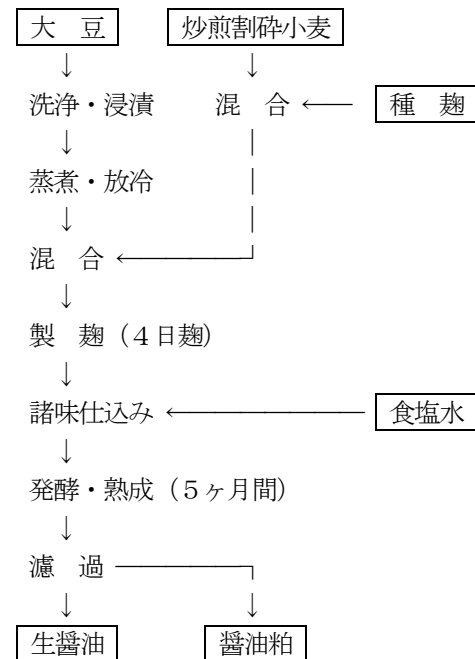 大　豆　炒煎割砕小麦
洗浄・浸漬　混　合　種　麹
蒸煮・放冷
混　合
製　麹（４日麹）
諸味仕込み　食塩水
発酵・熟成（５ヶ月間）
濾　過
生醤油　醤油粕